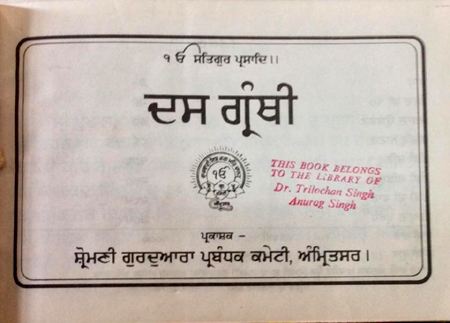 ੧ ਓ ਸਤਿਗੁਰ ਪ੍ਰਸਾਦਿ।।
ਦਸ ਗ੍ਰੰਥੀ
ੴ
THIS BOOK BELONGS
TO THE LIBRARY OF
Dr. Trilochan Singh
Anurag Singh
ਪ੍ਰਕਾਸ਼ਕ –
ਸ਼੍ਰੋਮਣੀ ਗੁਰਦੁਆਰਾ ਪ੍ਰਬੰਧਕ ਕਮੇਟੀ, ਅੰਮ੍ਰਿਤਸਰ।